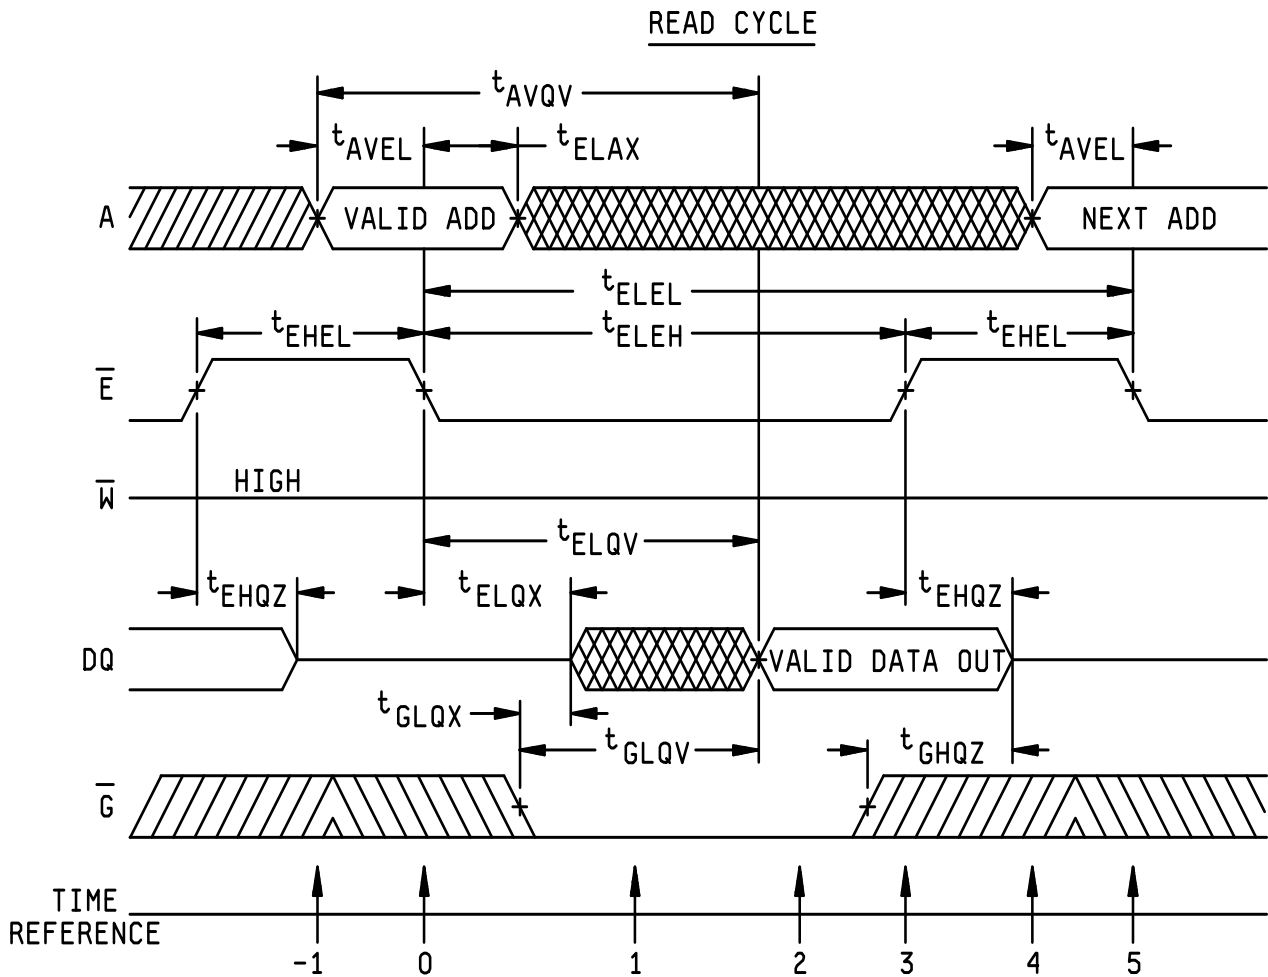 READ CYCLE
tAVQV
tAVEL tELAX tAVEL
A VALID ADD NEXT ADD
tELEL
tEHEL tELEH tEHEL
E̅
HIGH
W̅
tELQV
tEHQZ tELQX tEHQZ
DQ VALID DATA OUT
tGLQX
tGLQV tGHQZ
G̅
TIME
REFERENCE
-1 0 1 2 3 4 5